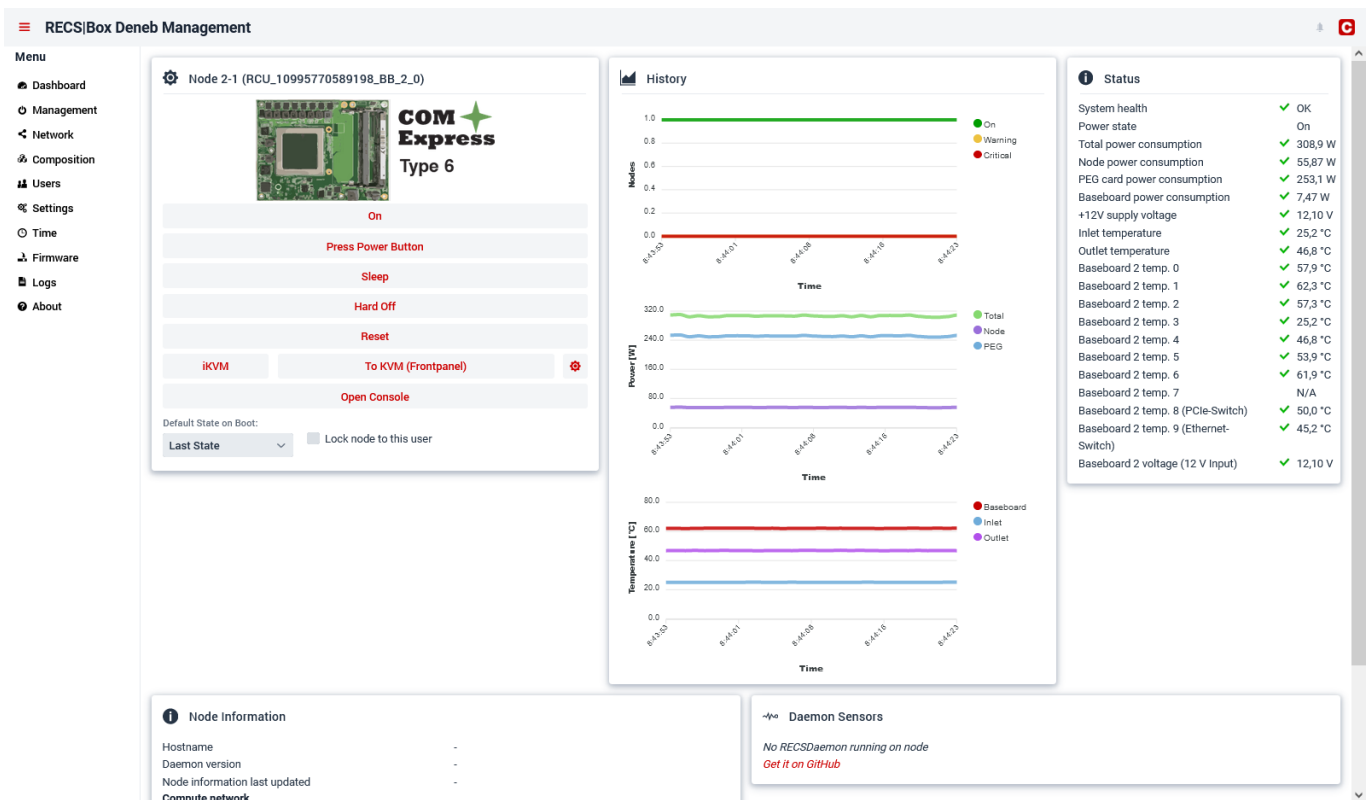 RECS|Box Deneb Management
Menu
Dashboard
Management
Network
Composition
Users
Settings
Time
Firmware
Logs
About
Node 2-1 (RCU_10995770589198_BB_2_0)
COM
Express
Type 6
On
Press Power Button
Sleep
Hard Off
Reset
iKVM To KVM (Frontpanel)
Open Console
Default State on Boot:
Last State
Lock node to this user
History
1.0
0.8
0.6
0.4
0.2
0.0
Nodes
8:43:53 8:44:01 8:44:08 8:44:16 8:44:23
Time
On
Warning
Critical
320.0
240.0
160.0
80.0
0.0
Power [W]
8:43:53 8:44:01 8:44:08 8:44:16 8:44:23
Time
Total
Node
PEG
80.0
60.0
40.0
20.0
0.0
Temperature [°C]
8:43:53 8:44:01 8:44:08 8:44:16 8:44:23
Time
Baseboard
Inlet
Outlet
Status
System health OK
Power state On
Total power consumption 308,9 W
Node power consumption 55,87 W
PEG card power consumption 253,1 W
Baseboard power consumption 7,47 W
+12V supply voltage 12,10 V
Inlet temperature 25,2 °C
Outlet temperature 46,8 °C
Baseboard 2 temp. 0 57,9 °C
Baseboard 2 temp. 1 62,3 °C
Baseboard 2 temp. 2 57,3 °C
Baseboard 2 temp. 3 25,2 °C
Baseboard 2 temp. 4 46,8 °C
Baseboard 2 temp. 5 53,9 °C
Baseboard 2 temp. 6 61,9 °C
Baseboard 2 temp. 7 N/A
Baseboard 2 temp. 8 (PCIe-Switch) 50,0 °C
Baseboard 2 temp. 9 (Ethernet- 45,2 °C
Switch)
Baseboard 2 voltage (12 V Input) 12,10 V
Node Information
Hostname -
Daemon version -
Node information last updated -
Compute network
Daemon Sensors
No RECSDaemon running on node
Get it on GitHub